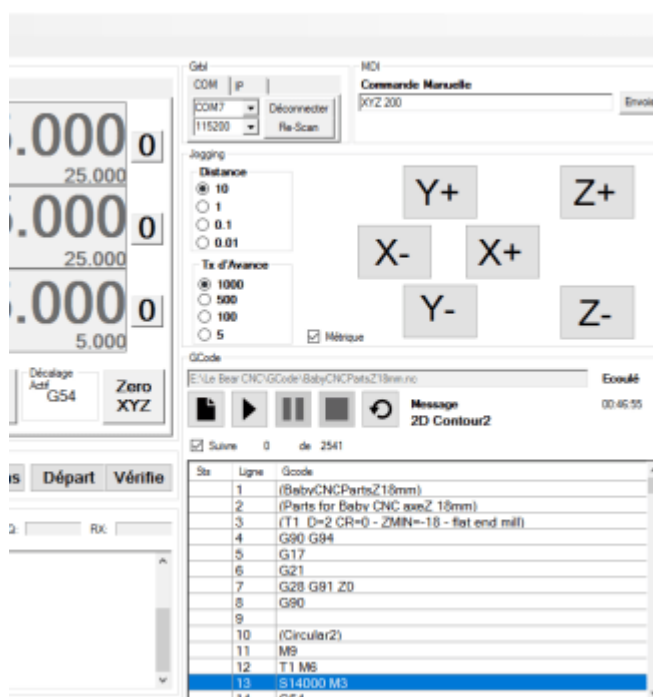 Grbl
MDI
COM
IP
Commande Manuelle
COM7
Déconnecter
XYZ 200
115200
Re-Scan
.000
0
25.000
.000
0
25.000
.000
0
5.000
Jogging
Distance
10
1
0.1
0.01
Tx d'Avance
1000
500
100
5
Métrique
Y+
Z+
X-
X+
Y-
Z-
Décalage
Actif
G54
Zero
XYZ
Départ
Vérifie
RX:
GCode
E:\Le Bear CNC\GCode\BabyCNCPartsZ18mm.nc
Ecoulé
Message
00:46:55
2D Contour2
Suivre 0 de 2541
Sts Ligne Gcode
1 (BabyCNCPartsZ18mm)
2 (Parts for Baby CNC axeZ 18mm)
3 (T1 D=2 CR=0 - ZMIN=-18 - flat end mill)
4 G90 G94
5 G17
6 G21
7 G28 G91 Z0
8 G90
9
10 (Circular2)
11 M9
12 T1 M6
13 S14000 M3